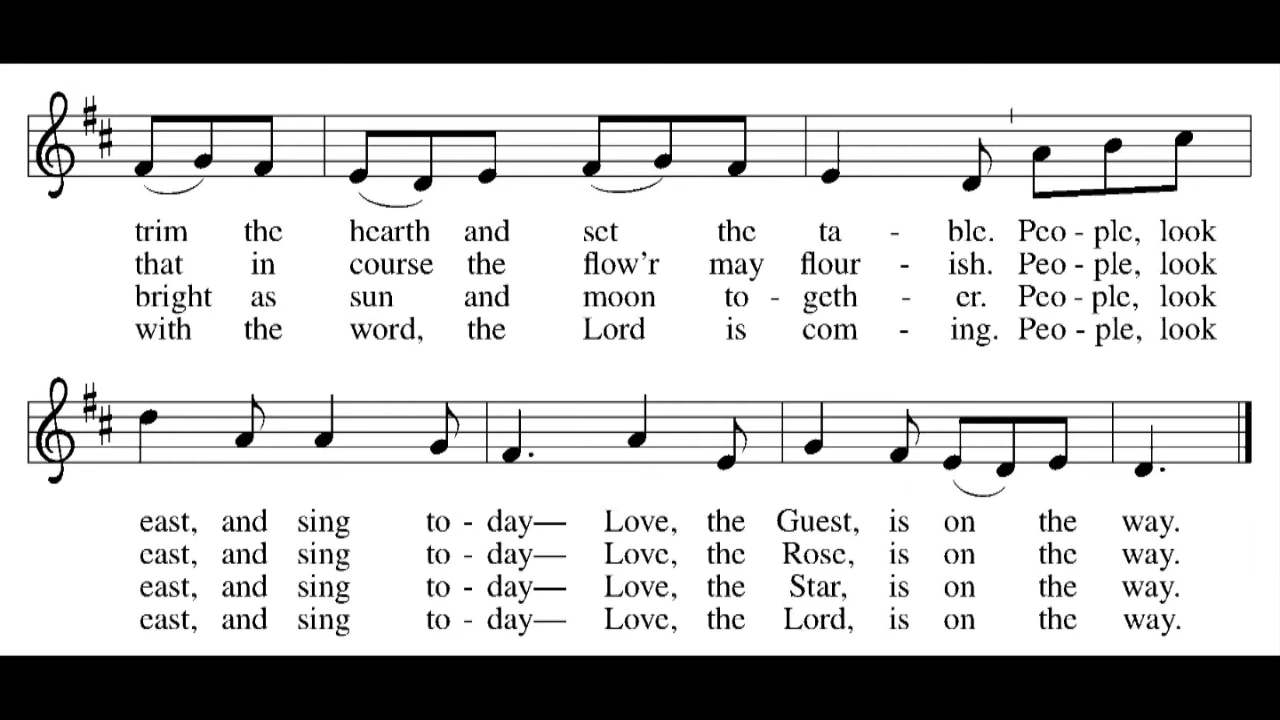 trim the hearth and set the ta - ble. Peo - ple, look
that in course the flow'r may flour - ish. Peo - ple, look
bright as sun and moon to - geth - er. Peo - ple, look
with the word, the Lord is com - ing. Peo - ple, look
east, and sing to - day— Love, the Guest, is on the way.
east, and sing to - day— Love, the Rose, is on the way.
east, and sing to - day— Love, the Star, is on the way.
east, and sing to - day— Love, the Lord, is on the way.